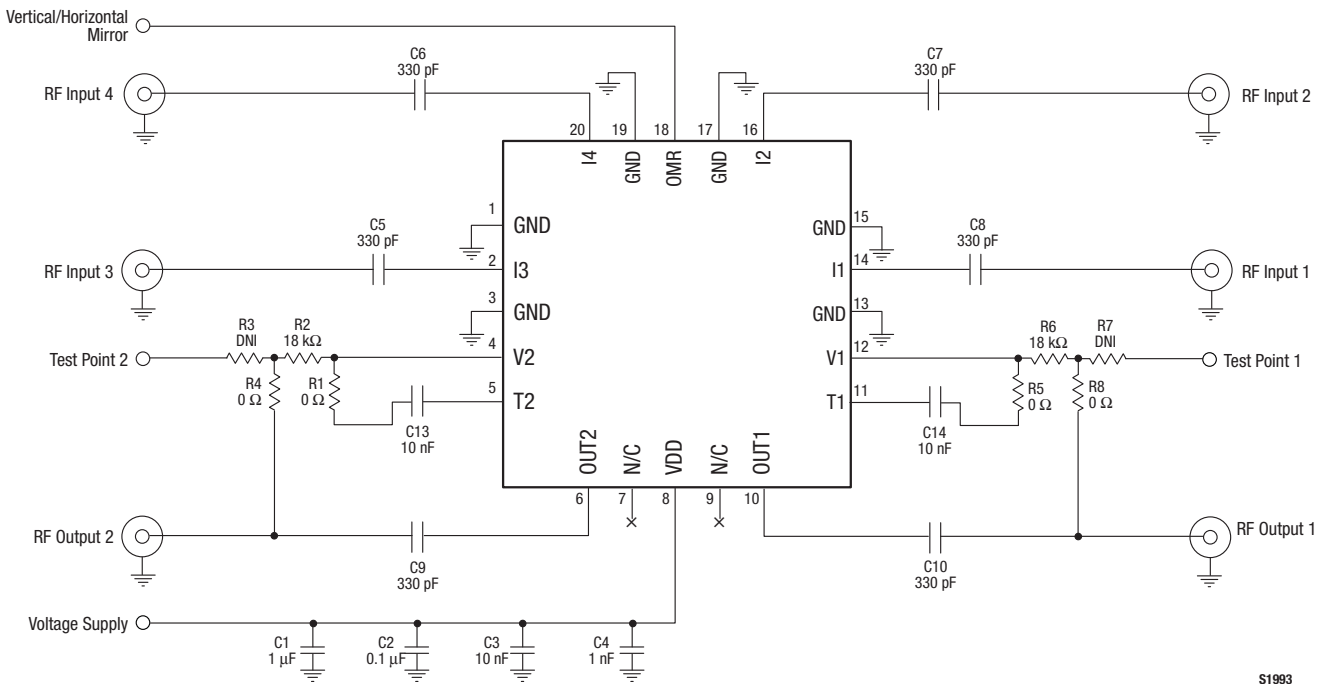 Vertical/Horizontal
Mirror
C6
330 pF
C7
330 pF
RF Input 4
RF Input 2
20
19
18
17
16
I4
GND
OMR
GND
I2
1
GND
GND
15
C5
330 pF
C8
330 pF
RF Input 3
2
I3
I1
14
RF Input 1
3
GND
GND
13
R3
DNI
R2
18 kΩ
R6
18 kΩ
R7
DNI
Test Point 2
4
V2
V1
12
Test Point 1
R4
0 Ω
R1
0 Ω
R5
0 Ω
R8
0 Ω
5
T2
T1
11
C13
10 nF
C14
10 nF
OUT2
N/C
VDD
N/C
OUT1
6
7
8
9
10
RF Output 2
RF Output 1
C9
330 pF
C10
330 pF
Voltage Supply
C1
1 μF
C2
0.1 μF
C3
10 nF
C4
1 nF
S1993